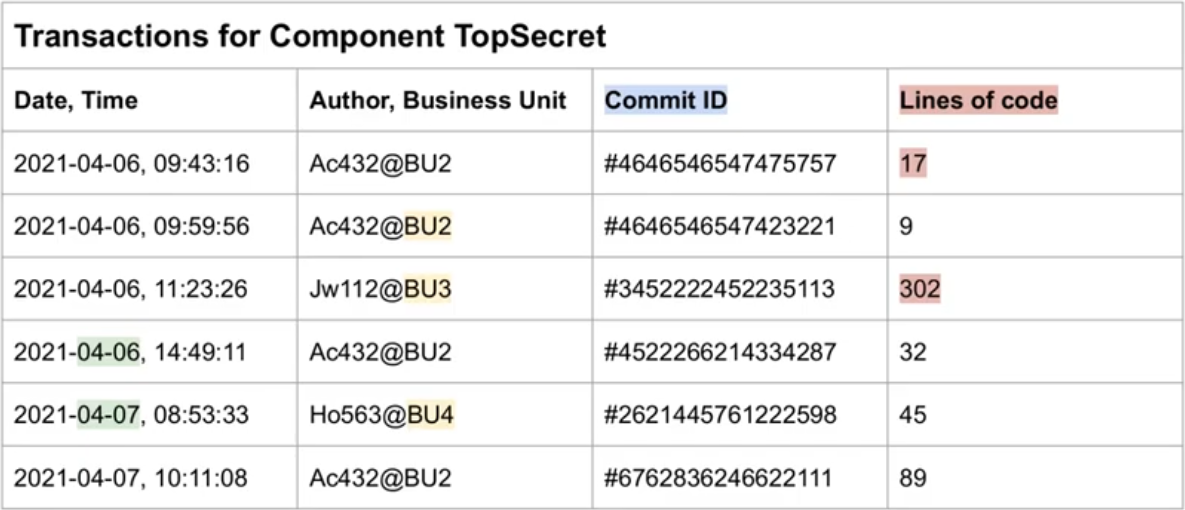 Transactions for Component TopSecret
Date, Time Author, Business Unit Commit ID Lines of code
2021-04-06, 09:43:16 Ac432@BU2 #4646546547475757 17
2021-04-06, 09:59:56 Ac432@BU2 #4646546547423221 9
2021-04-06, 11:23:26 Jw112@BU3 #3452222452235113 302
2021-04-06, 14:49:11 Ac432@BU2 #4522266214334287 32
2021-04-07, 08:53:33 Ho563@BU4 #2621445761222598 45
2021-04-07, 10:11:08 Ac432@BU2 #6762836246622111 89